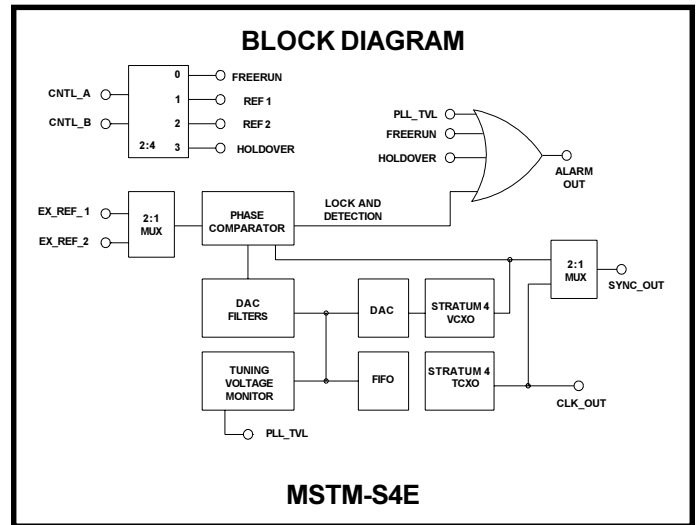 BLOCK DIAGRAM
CNTL_A
CNTL_B
2:4
0
1
2
3
FREERUN
REF 1
REF 2
HOLDOVER
PLL_TVL
FREERUN
HOLDOVER
ALARM
OUT
EX_REF_1
EX_REF_2
2:1
MUX
PHASE
COMPARATOR
LOCK AND
DETECTION
2:1
MUX
SYNC_OUT
DAC
FILTERS
DAC
STRATUM 4
VCXO
TUNING
VOLTAGE
MONITOR
FIFO
STRATUM 4
TCXO
CLK_OUT
PLL_TVL
MSTM-S4E